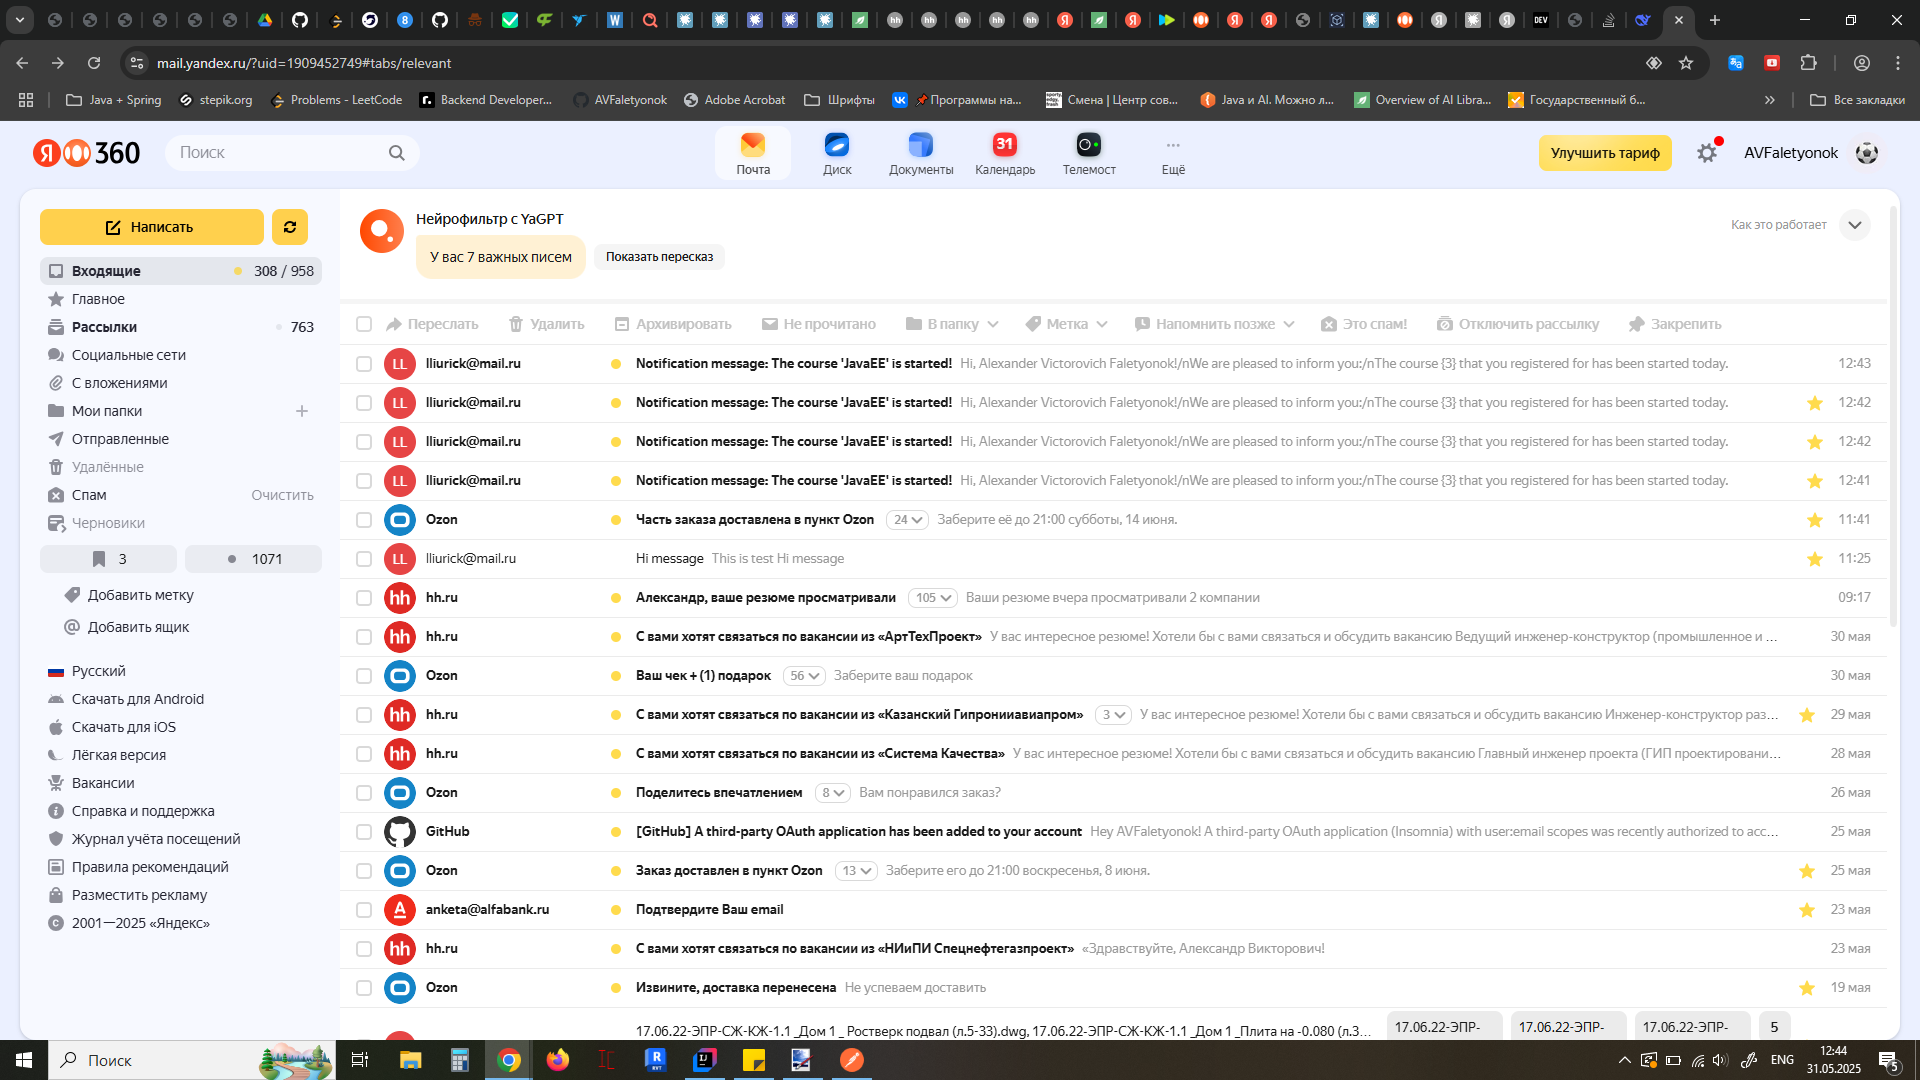 mail.yandex.ru/?uid=1909452749#tabs/relevant
Java + Spring
stepik.org
Problems - LeetCode
Backend Developer...
AVFaletyonok
Adobe Acrobat
Шрифты
Программы на...
Смена | Центр сов...
Java и AI. Можно л...
Overview of AI Libra...
Государственный б...
Все закладки
360
Поиск
Почта
Диск
Документы
31
Календарь
Телемост
Ещё
Улучшить тариф
AVFaletyonok
Написать
Входящие 308 / 958
Главное
Рассылки 763
Социальные сети
С вложениями
Мои папки
Отправленные
Удалённые
Спам Очистить
Черновики
3 1071
Добавить метку
Добавить ящик
Русский
Скачать для Android
Скачать для iOS
Лёгкая версия
Вакансии
Справка и поддержка
Журнал учёта посещений
Правила рекомендаций
Разместить рекламу
2001—2025 «Яндекс»
Нейрофильтр с YaGPT
Как это работает
У вас 7 важных писем Показать пересказ
Переслать Удалить Архивировать Не прочитано В папку Метка Напомнить позже Это спам! Отключить рассылку Закрепить
LL lliurick@mail.ru Notification message: The course 'JavaEE' is started! Hi, Alexander Victorovich Faletyonok!/nWe are pleased to inform you:/nThe course {3} that you registered for has been started today. 12:43
LL lliurick@mail.ru Notification message: The course 'JavaEE' is started! Hi, Alexander Victorovich Faletyonok!/nWe are pleased to inform you:/nThe course {3} that you registered for has been started today. 12:42
LL lliurick@mail.ru Notification message: The course 'JavaEE' is started! Hi, Alexander Victorovich Faletyonok!/nWe are pleased to inform you:/nThe course {3} that you registered for has been started today. 12:42
LL lliurick@mail.ru Notification message: The course 'JavaEE' is started! Hi, Alexander Victorovich Faletyonok!/nWe are pleased to inform you:/nThe course {3} that you registered for has been started today. 12:41
Ozon Часть заказа доставлена в пункт Ozon 24 Заберите её до 21:00 субботы, 14 июня. 11:41
LL lliurick@mail.ru Hi message This is test Hi message 11:25
hh hh.ru Александр, ваше резюме просматривали 105 Ваши резюме вчера просматривали 2 компании 09:17
hh hh.ru С вами хотят связаться по вакансии из «АртТехПроект» У вас интересное резюме! Хотели бы с вами связаться и обсудить вакансию Ведущий инженер-конструктор (промышленное и ... 30 мая
Ozon Ваш чек + (1) подарок 56 Заберите ваш подарок 30 мая
hh hh.ru С вами хотят связаться по вакансии из «Казанский Гипронииавиапром» 3 У вас интересное резюме! Хотели бы с вами связаться и обсудить вакансию Инженер-конструктор раз... 29 мая
hh hh.ru С вами хотят связаться по вакансии из «Система Качества» У вас интересное резюме! Хотели бы с вами связаться и обсудить вакансию Главный инженер проекта (ГИП проектировани... 28 мая
Ozon Поделитесь впечатлением 8 Вам понравился заказ? 26 мая
GitHub [GitHub] A third-party OAuth application has been added to your account Hey AVFaletyonok! A third-party OAuth application (Insomnia) with user:email scopes was recently authorized to acc... 25 мая
Ozon Заказ доставлен в пункт Ozon 13 Заберите его до 21:00 воскресенья, 8 июня. 25 мая
anketa@alfabank.ru Подтвердите Ваш email 23 мая
hh hh.ru С вами хотят связаться по вакансии из «НИиПИ Спецнефтегазпроект» «Здравствуйте, Александр Викторович! 23 мая
Ozon Извините, доставка перенесена Не успеваем доставить 19 мая
17.06.22-ЭПР-СЖ-КЖ-1.1_Дом 1_ Ростверк подвал (л.5-33).dwg, 17.06.22-ЭПР-СЖ-КЖ-1.1_Дом 1_Плита на -0.080 (л.3... 17.06.22-ЭПР- 17.06.22-ЭПР- 17.06.22-ЭПР- 5
Поиск
ENG
12:44
31.05.2025
5